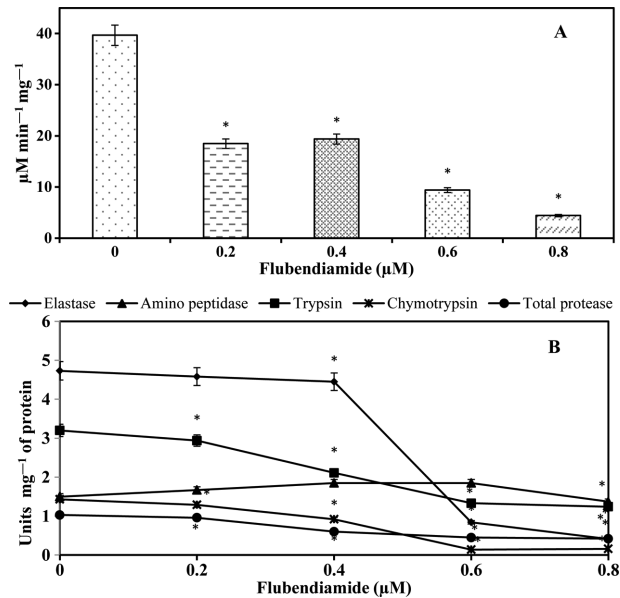 A
40
30
20
10
0
µM min⁻¹ mg⁻¹
* * * *
0 0.2 0.4 0.6 0.8
Flubendiamide (µM)
Elastase Amino peptidase Trypsin Chymotrypsin Total protease
B
6
5
4
3
2
1
0
Units mg⁻¹ of protein
0 0.2 0.4 0.6 0.8
Flubendiamide (µM)